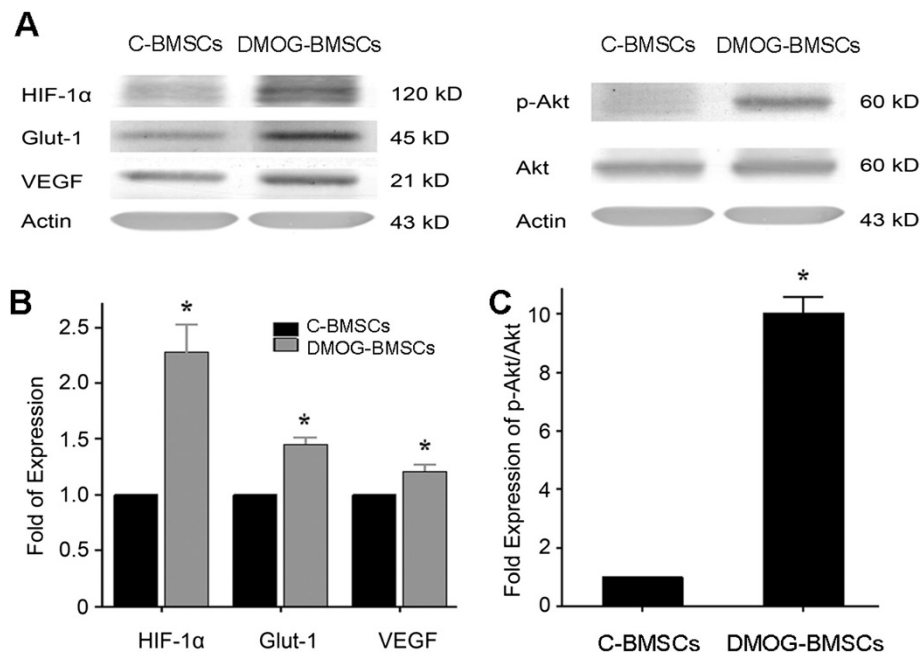 A
C-BMSCs DMOG-BMSCs
HIF-1α 120 kD
Glut-1 45 kD
VEGF 21 kD
Actin 43 kD
C-BMSCs DMOG-BMSCs
p-Akt 60 kD
Akt 60 kD
Actin 43 kD
B
Fold of Expression
2.5
2.0
1.5
1.0
0.5
0
* * *
C-BMSCs
DMOG-BMSCs
HIF-1α Glut-1 VEGF
C
Fold Expression of p-Akt/Akt
10
8
6
4
2
0
*
C-BMSCs DMOG-BMSCs